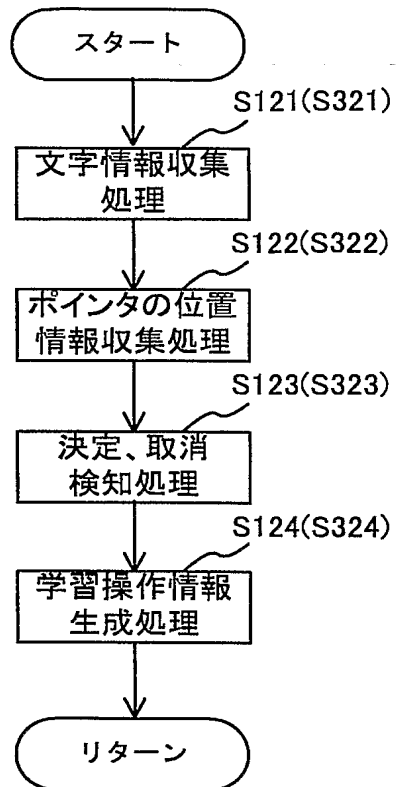 スタート
S121(S321)
文字情報収集
処理
S122(S322)
ポインタの位置
情報収集処理
S123(S323)
決定、取消
検知処理
S124(S324)
学習操作情報
生成処理
リターン